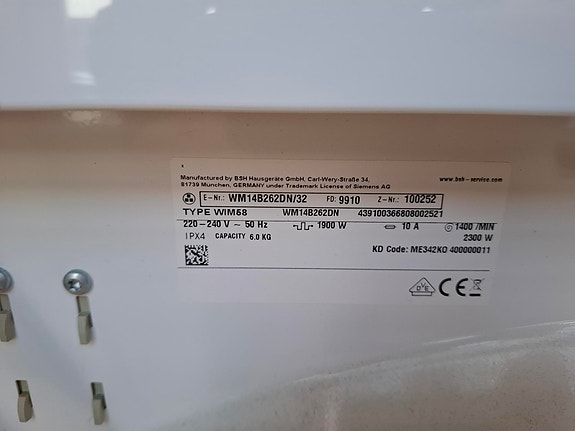 Manufactured by BSH Hausgeräte GmbH, Carl-Wery-Straße 34, www.bsh-service.com
81739 München, GERMANY under Trademark License of Siemens AG
E-Nr.: WM14B262DN/32 FD: 9910 Z-Nr.: 100252
TYPE WIM58 WM14B262DN 439100366808002521
220-240 V ~ 50 Hz 1900 W 10 A 1400 /MIN
IPX4 CAPACITY 6.0 KG 2300 W
KD Code: ME342KO 400000011
DVE CE